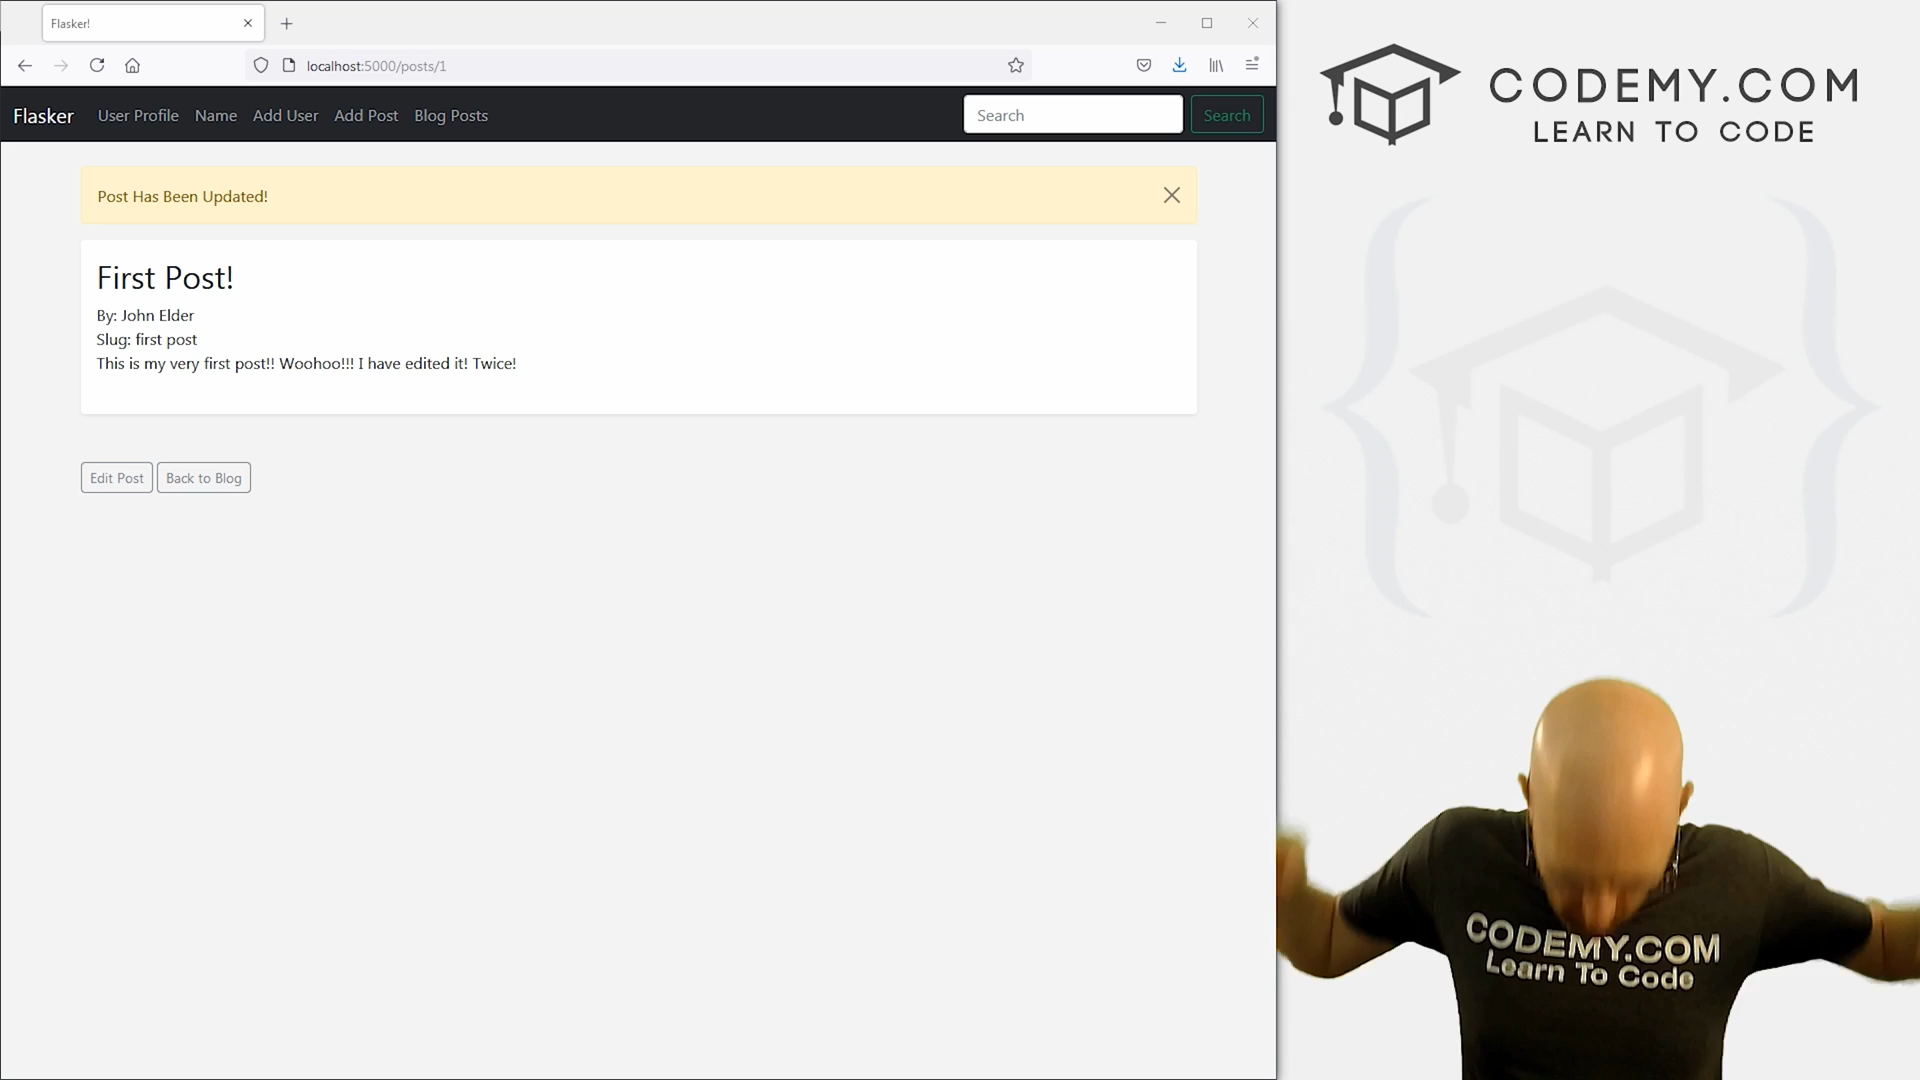 Flasker!
localhost:5000/posts/1
Flasker User Profile Name Add User Add Post Blog Posts Search Search
Post Has Been Updated!
First Post!
By: John Elder
Slug: first post
This is my very first post!! Woohoo!!! I have edited it! Twice!
Edit Post Back to Blog
CODEMY.COM
LEARN TO CODE
CODEMY.COM
Learn To Code